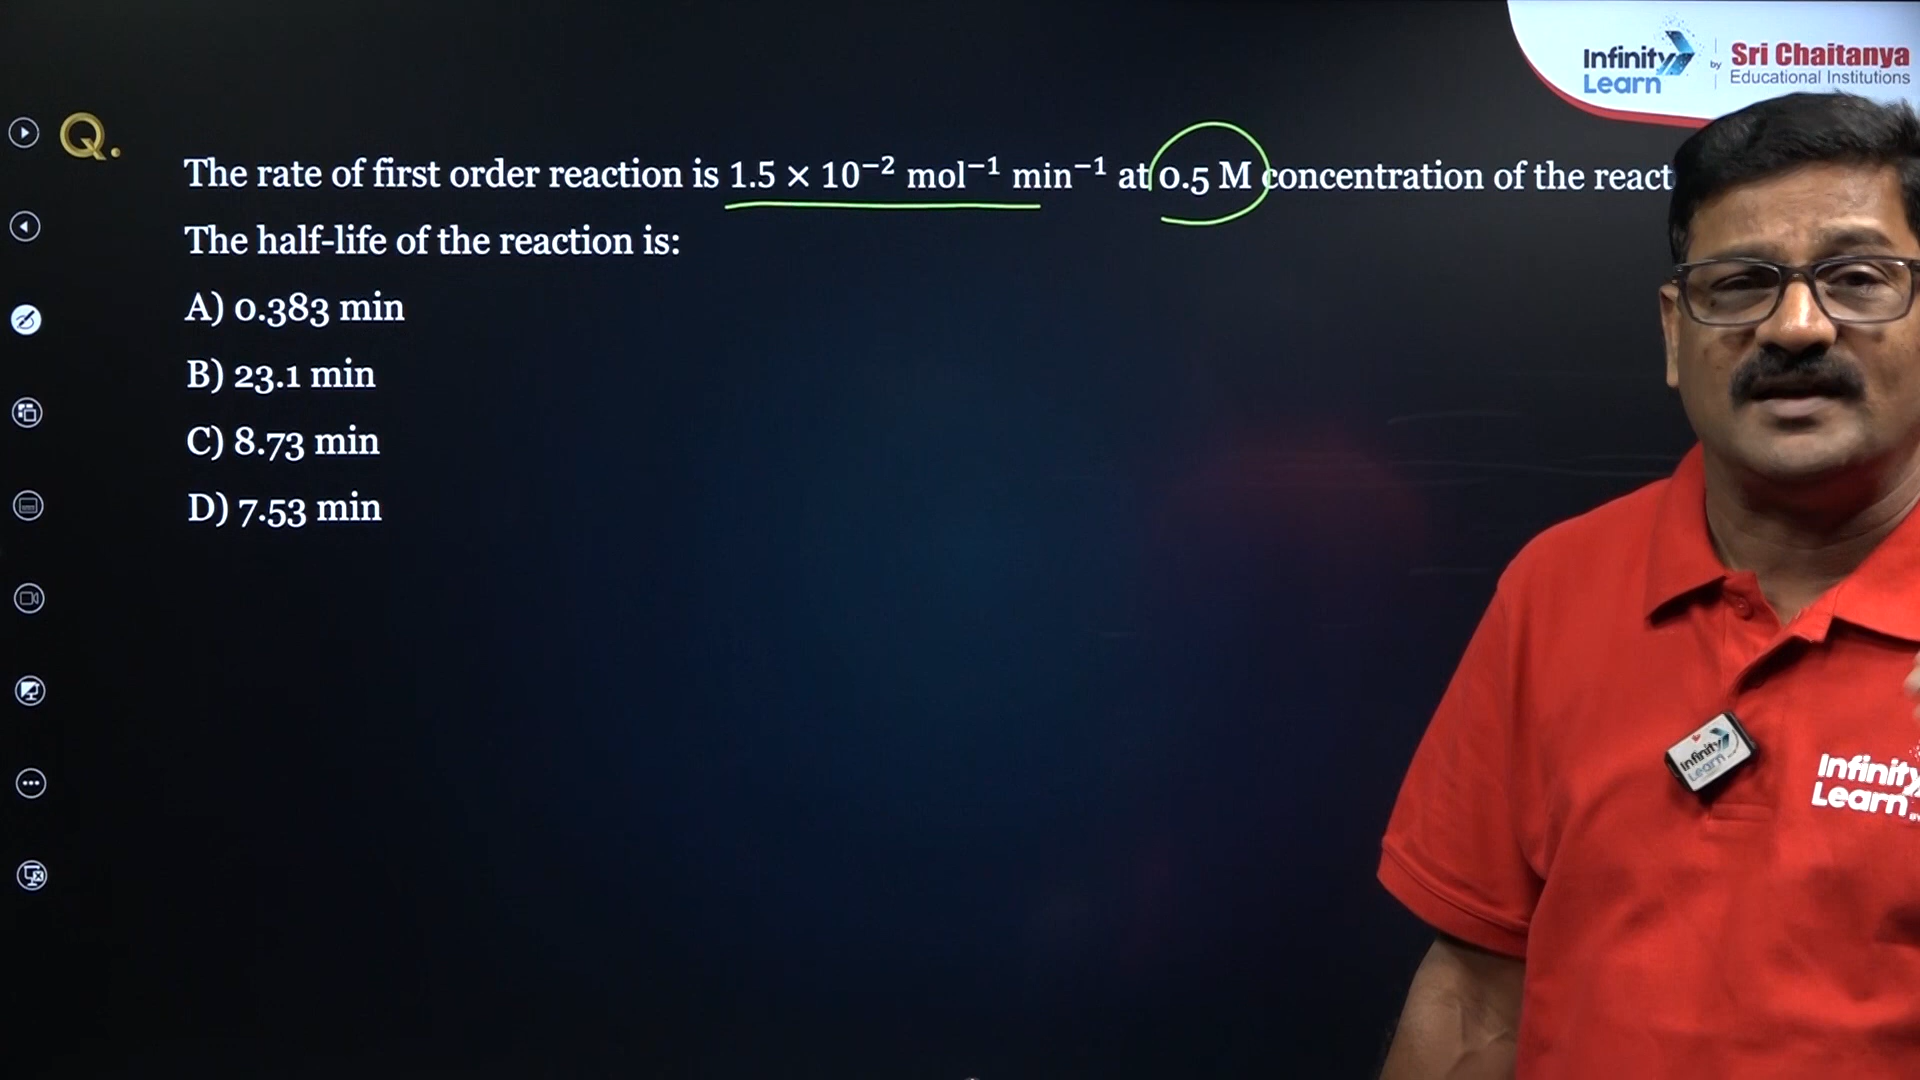 Infinity Learn by Sri Chaitanya Educational Institutions
Q.
The rate of first order reaction is 1.5 × 10⁻² mol⁻¹ min⁻¹ at 0.5 M concentration of the react
The half-life of the reaction is:
A) 0.383 min
B) 23.1 min
C) 8.73 min
D) 7.53 min
Infinity Learn
Infinity Learn